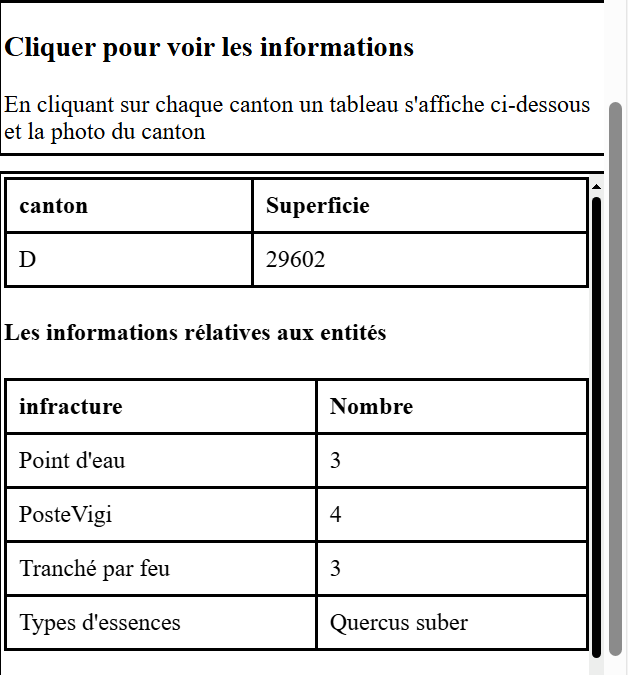 Cliquer pour voir les informations
En cliquant sur chaque canton un tableau s'affiche ci-dessous
et la photo du canton
canton Superficie
D 29602
Les informations rélatives aux entités
infracture Nombre
Point d'eau 3
PosteVigi 4
Tranché par feu 3
Types d'essences Quercus suber